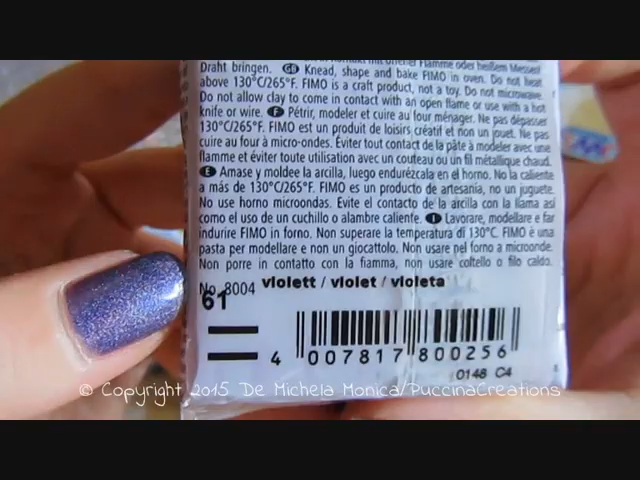 Draht bringen. GB Knead, shape and bake FIMO in oven. Do not heat
above 130°C/265°F. FIMO is a craft product, not a toy. Do not microwave.
Do not allow clay to come in contact with an open flame or use with a hot
knife or wire. F Pétrir, modeler et cuire au four ménager. Ne pas dépasser
130°C/265°F. FIMO est un produit de loisirs créatif et non un jouet. Ne pas
cuire au four à micro-ondes. Éviter tout contact de la pâte à modeler avec une
flamme et éviter toute utilisation avec un couteau ou un fil métallique chaud.
E Amase y moldee la arcilla, luego endurézcala en el horno. No la caliente
a más de 130°C/265°F. FIMO es un producto de artesanía, no un juguete.
No use horno microondas. Evite el contacto de la arcilla con la llama así
como el uso de un cuchillo o alambre caliente. I Lavorare, modellare e far
indurire FIMO in forno. Non superare la temperatura di 130°C. FIMO è una
pasta per modellare e non un giocattolo. Non usare nel forno a microonde.
Non porre in contatto con la fiamma, non usare coltello o filo caldo.
No. 8004 violett / violet / violeta
61
4 007817 800256
0148 C4
© Copyright 2015 De Michela Monica/PuccinaCreations